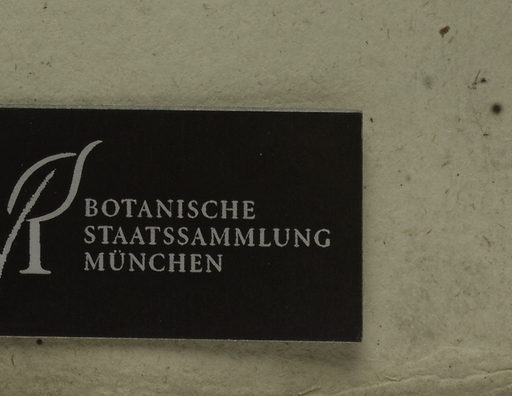 BOTANISCHE
STAATSSAMMLUNG
MÜNCHEN